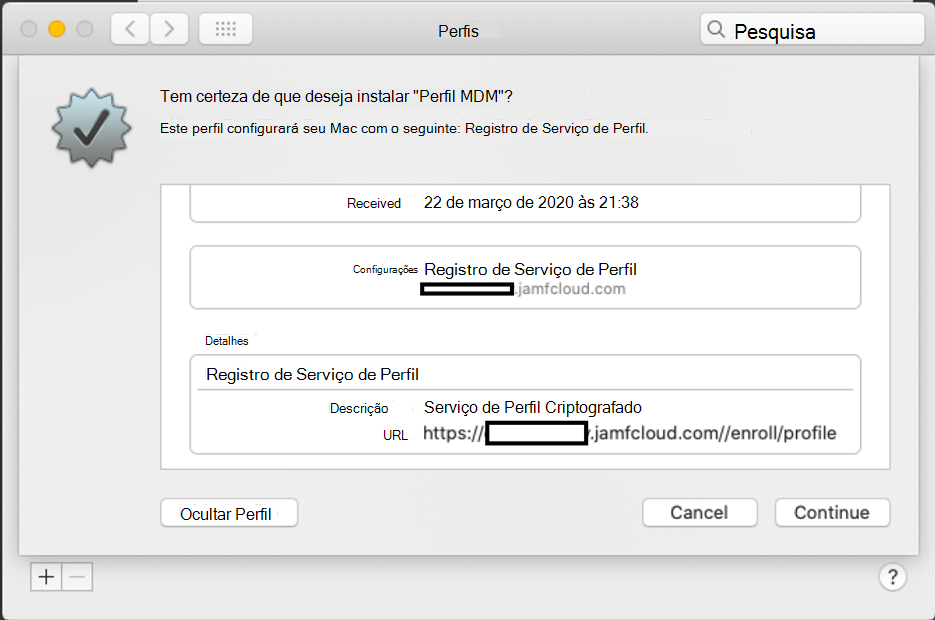 Perfis
Pesquisa
Tem certeza de que deseja instalar "Perfil MDM"?
Este perfil configurará seu Mac com o seguinte: Registro de Serviço de Perfil.
Received 22 de março de 2020 às 21:38
Configurações Registro de Serviço de Perfil
.jamfcloud.com
Detalhes
Registro de Serviço de Perfil
Descrição Serviço de Perfil Criptografado
URL https:// .jamfcloud.com//enroll/profile
Ocultar Perfil
Cancel
Continue
?